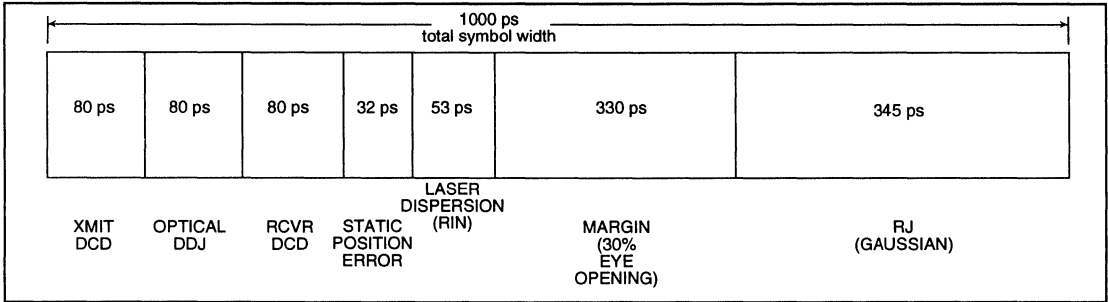 1000 ps
total symbol width
80 ps
80 ps
80 ps
32 ps
53 ps
330 ps
345 ps
XMIT
DCD
OPTICAL
DDJ
RCVR
DCD
STATIC
POSITION
ERROR
LASER
DISPERSION
(RIN)
MARGIN
(30%
EYE
OPENING)
RJ
(GAUSSIAN)